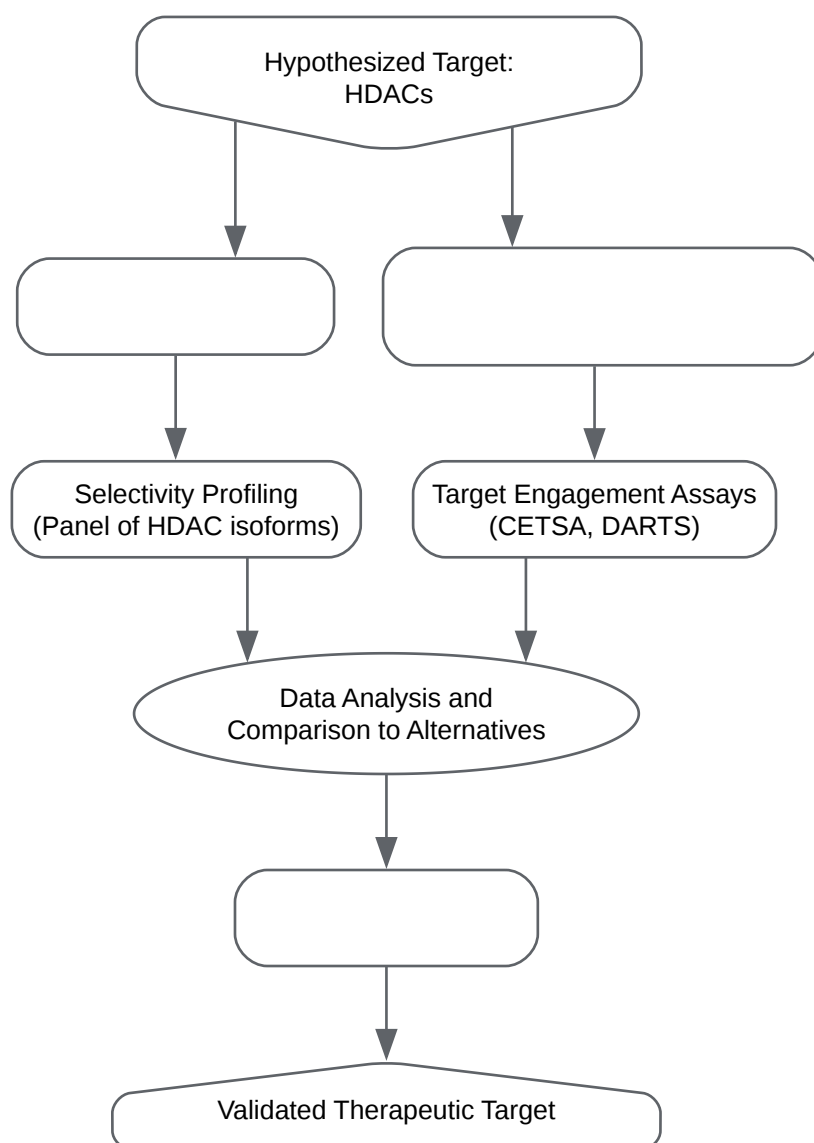 Hypothesized Target:
HDACs
Selectivity Profiling
(Panel of HDAC isoforms)
Target Engagement Assays
(CETSA, DARTS)
Data Analysis and
Comparison to Alternatives
Validated Therapeutic Target